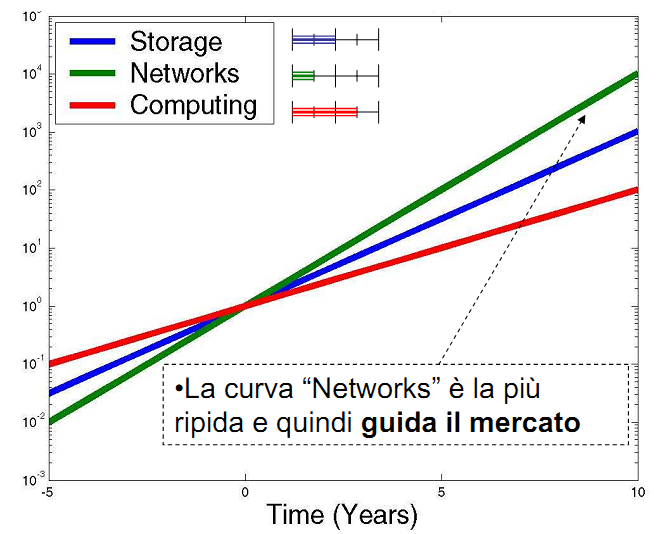 10⁵
Storage
Networks
Computing
10⁴
10³
10²
10¹
10⁰
10⁻¹
10⁻²
10⁻³
•La curva “Networks” è la più
ripida e quindi guida il mercato
-5 0 5 10
Time (Years)